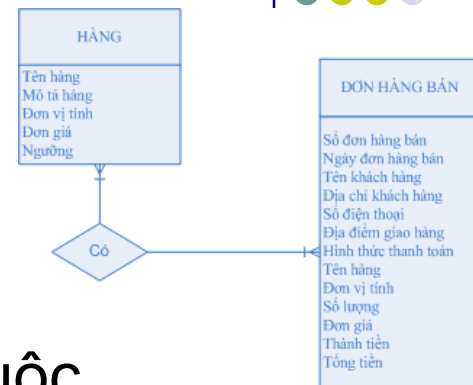 HÀNG
Tên hàng
Mô tả hàng
Đơn vị tính
Đơn giá
Ngưỡng
ĐƠN HÀNG BÁN
Số đơn hàng bán
Ngày đơn hàng bán
Tên khách hàng
Địa chỉ khách hàng
Số điện thoại
Địa điểm giao hàng
Hình thức thanh toán
Tên hàng
Đơn vị tính
Số lượng
Đơn giá
Thành tiền
Tổng tiền
Có